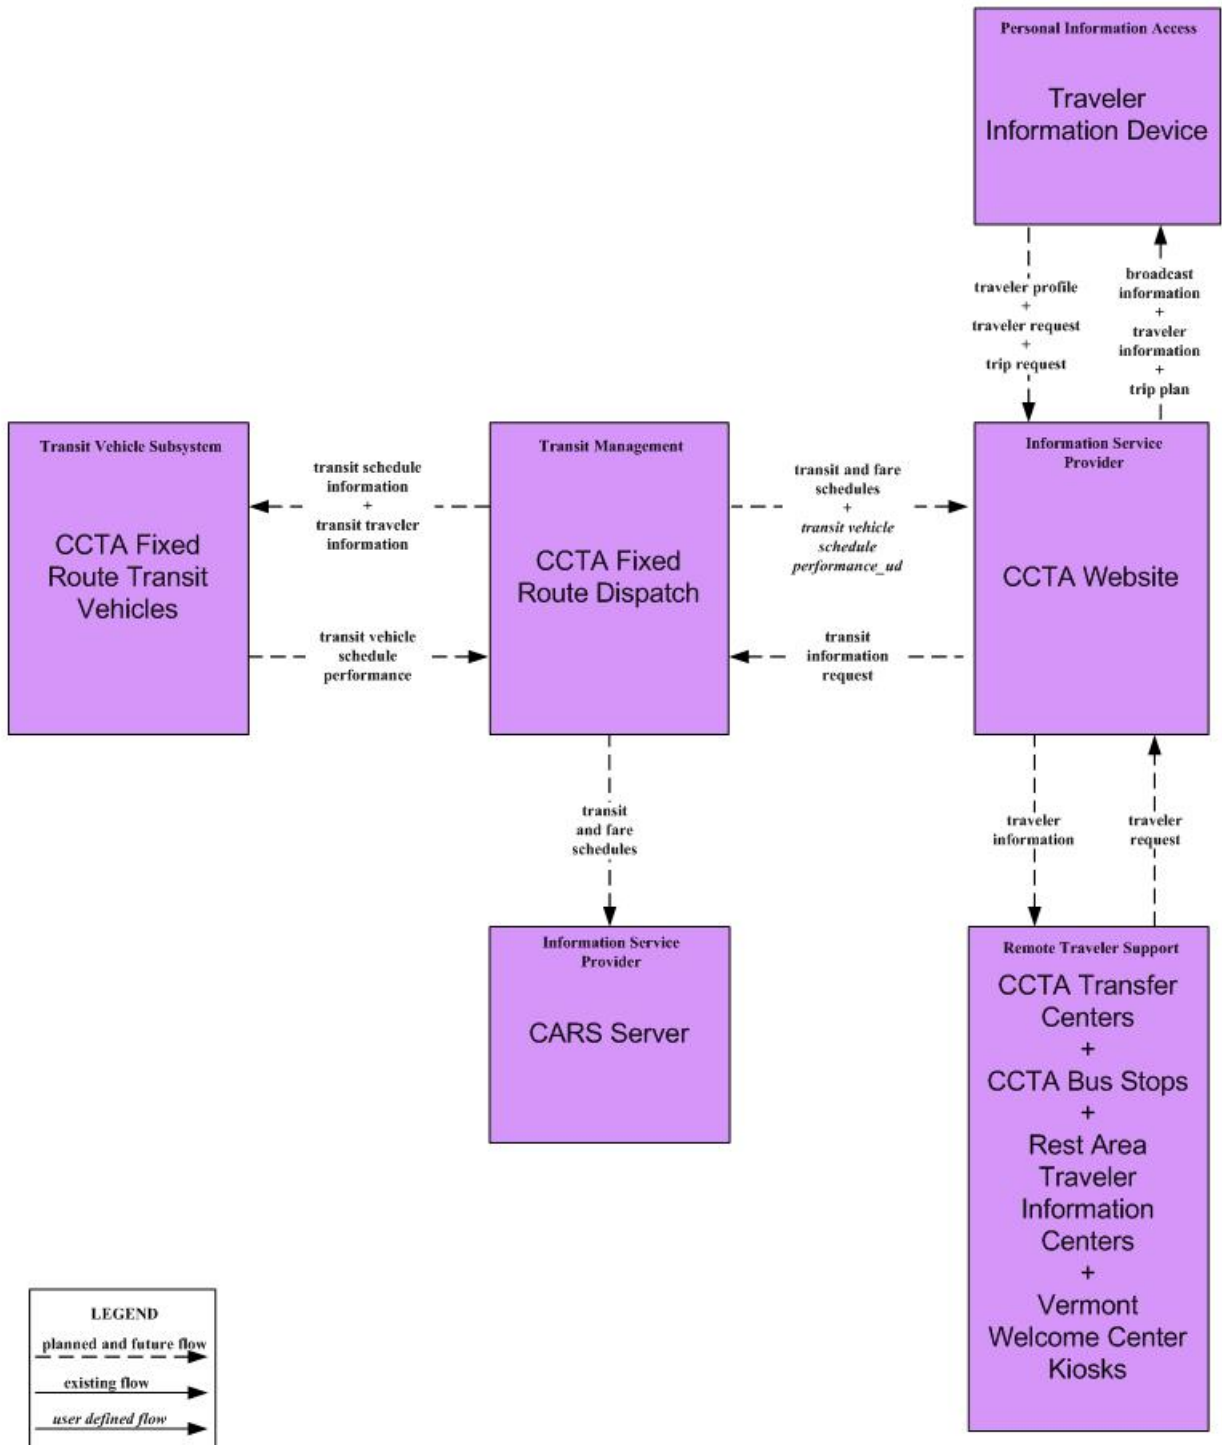 Personal Information Access
Traveler
Information Device
traveler profile
+
traveler request
+
trip request
broadcast
information
+
traveler
information
+
trip plan
Transit Vehicle Subsystem
CCTA Fixed
Route Transit
Vehicles
transit schedule
information
+
transit traveler
information
transit vehicle
schedule
performance
Transit Management
CCTA Fixed
Route Dispatch
transit and fare
schedules
+
transit vehicle
schedule
performance_ud
transit
information
request
Information Service
Provider
CCTA Website
transit
and fare
schedules
traveler
information
traveler
request
Information Service
Provider
CARS Server
Remote Traveler Support
CCTA Transfer
Centers
+
CCTA Bus Stops
+
Rest Area
Traveler
Information
Centers
+
Vermont
Welcome Center
Kiosks
LEGEND
planned and future flow
existing flow
user defined flow